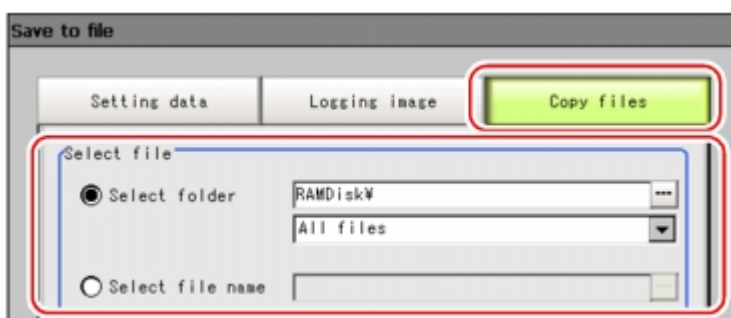 Save to file
Setting data Logging image Copy files
Select file
Select folder RAMDisk¥ ...
All files
Select file name ...